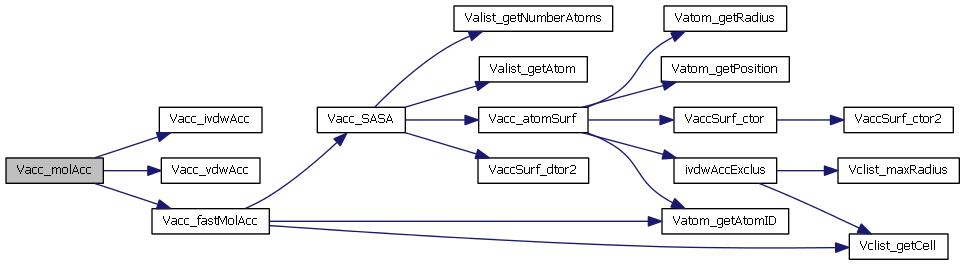 Vacc_molAcc
Vacc_ivdwAcc
Vacc_vdwAcc
Vacc_fastMolAcc
Vacc_SASA
Valist_getNumberAtoms
Valist_getAtom
Vacc_atomSurf
VaccSurf_dtor2
Vatom_getRadius
Vatom_getPosition
VaccSurf_ctor
ivdwAccExclus
Vatom_getAtomID
VaccSurf_ctor2
Vclist_maxRadius
Vclist_getCell